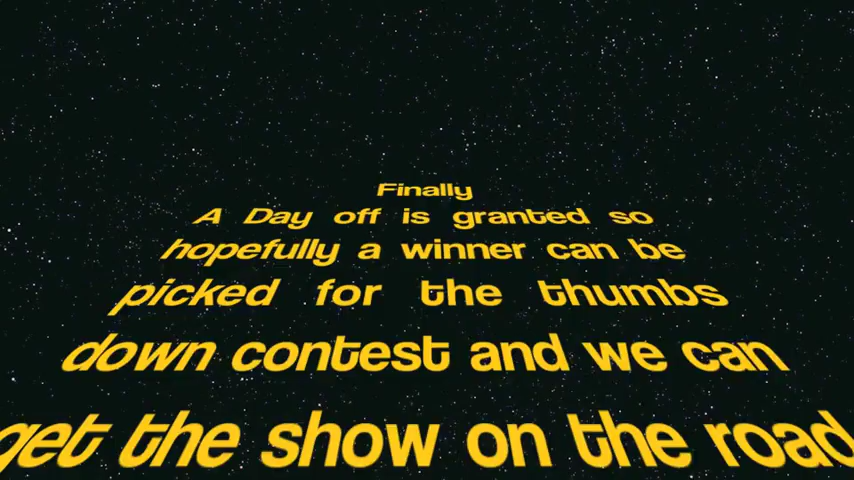 Finally
A Day off is granted so
hopefully a winner can be
picked for the thumbs
down contest and we can
get the show on the road